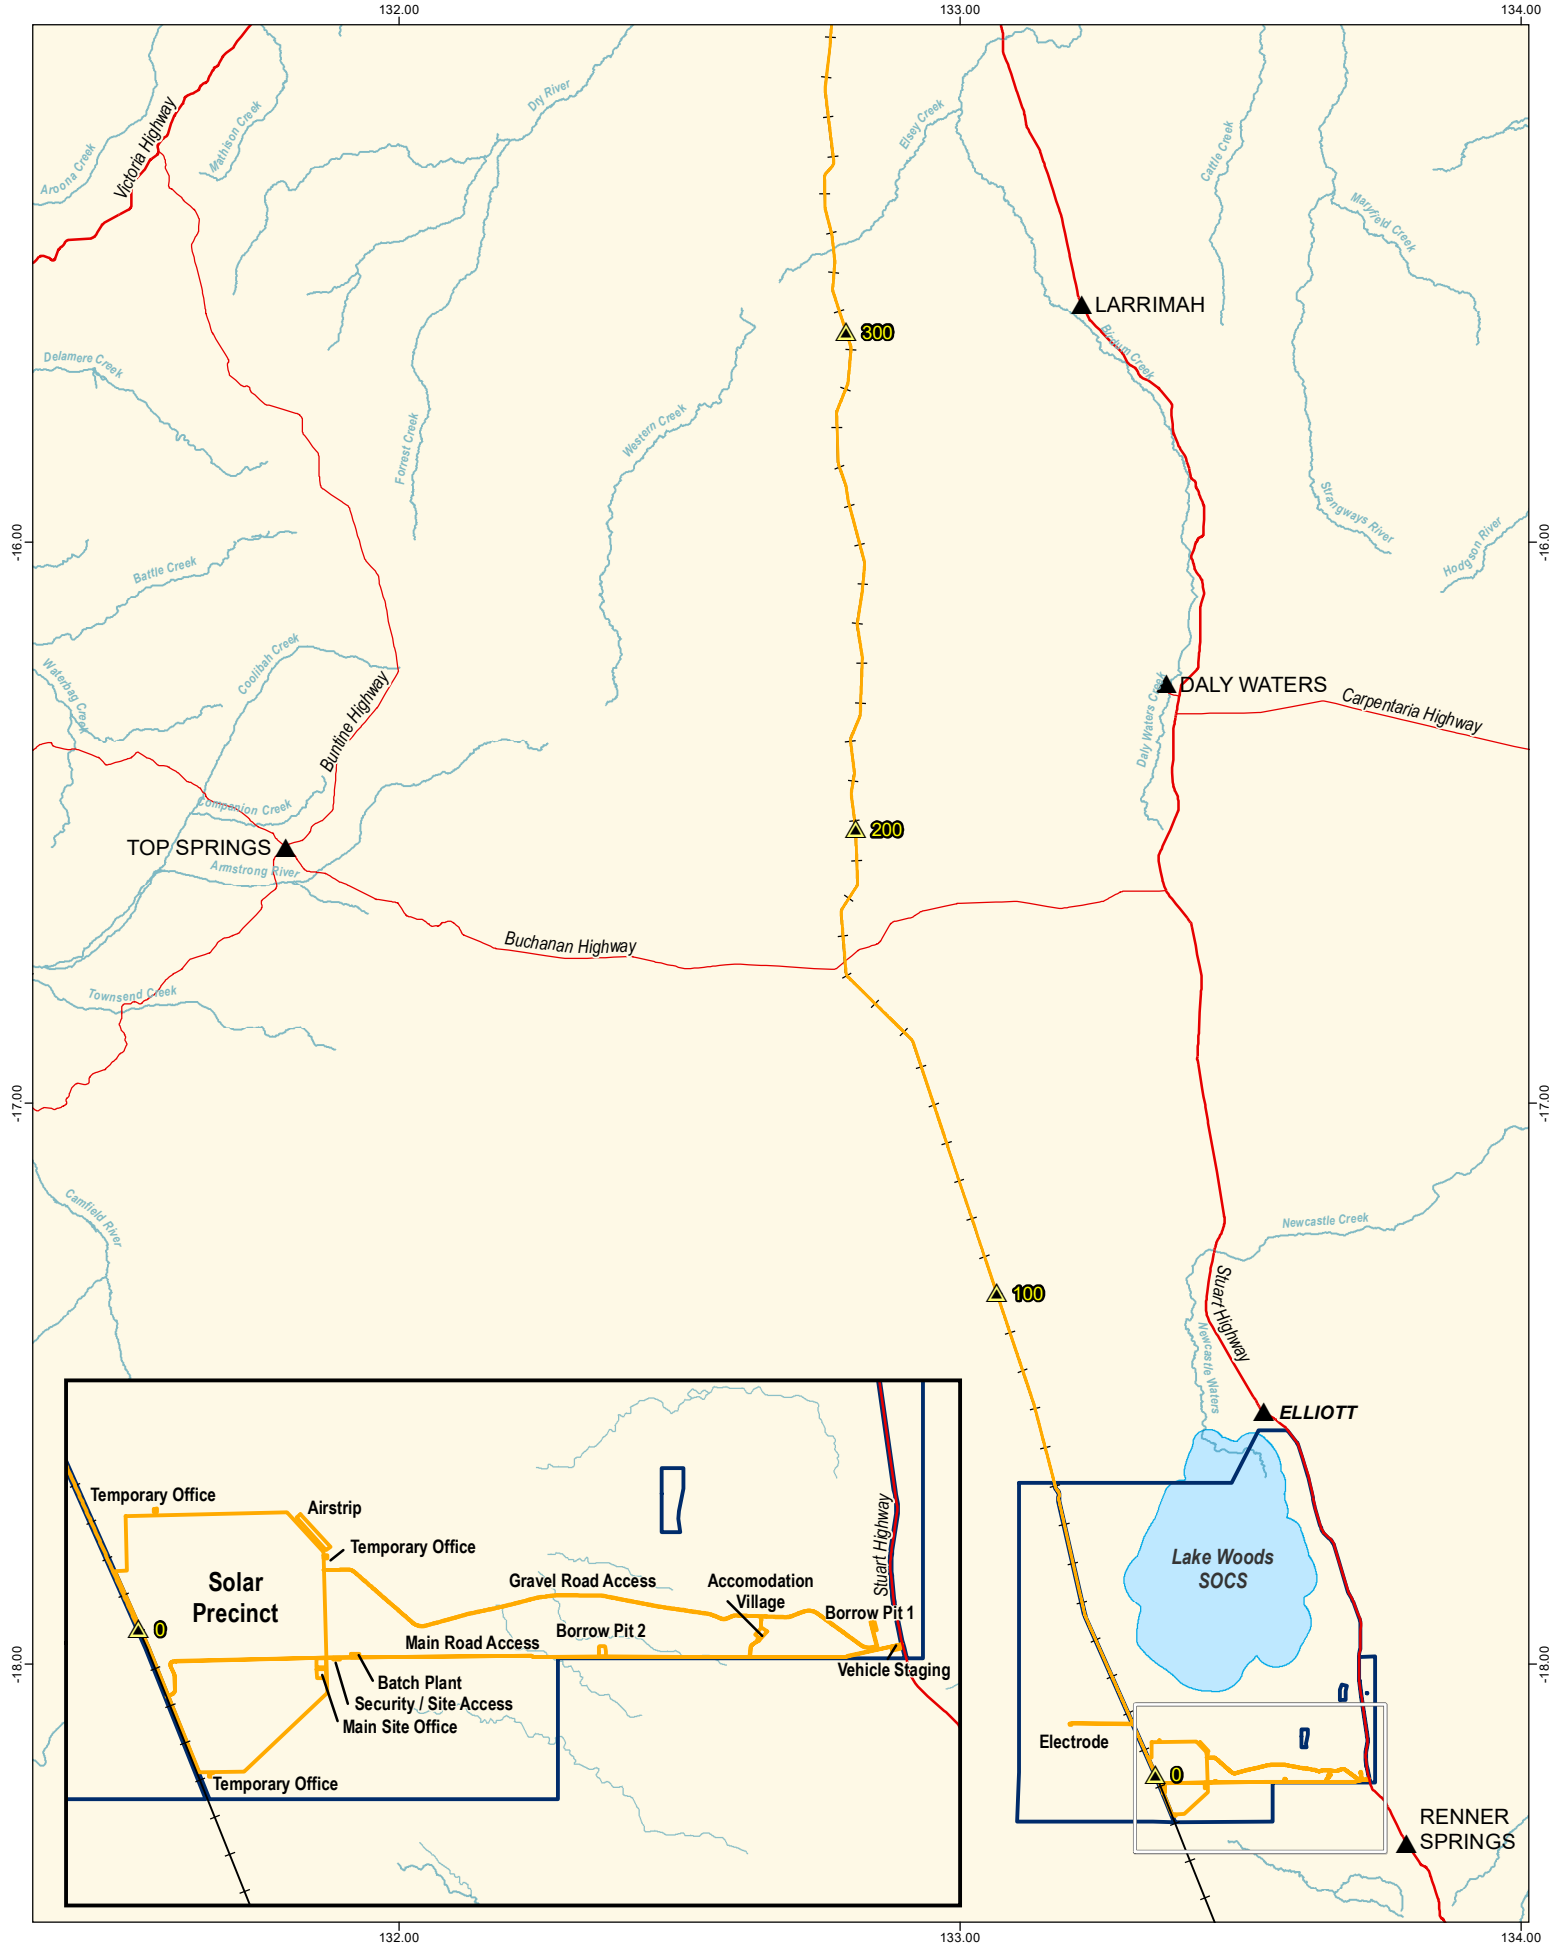 132.00
133.00
134.00
Dry River
Victoria Highway
Mathison Creek
Elsey Creek
Cattle Creek
Aroona Creek
Maryfield Creek
LARRIMAH
300
Birdum Creek
Delamere Creek
Western Creek
Forrest Creek
Strangways River
Hodgson River
-16.00
-16.00
Battle Creek
Coolibah Creek
Waterbag Creek
Buntine Highway
DALY WATERS
Daly Waters Creek
Carpentaria Highway
Companion Creek
200
TOP SPRINGS
Armstrong River
Buchanan Highway
Townsend Creek
-17.00
-17.00
Camfield River
Newcastle Creek
Stuart Highway
100
Newcastle Waters
ELLIOTT
Lake Woods
SOCS
Temporary Office
Airstrip
Temporary Office
Stuart Highway
Solar
Precinct
Gravel Road Access
Accomodation
Village
Borrow Pit 1
0
Borrow Pit 2
Main Road Access
Vehicle Staging
Batch Plant
Security / Site Access
Main Site Office
Temporary Office
-18.00
-18.00
Electrode
0
RENNER
SPRINGS
132.00
133.00
134.00